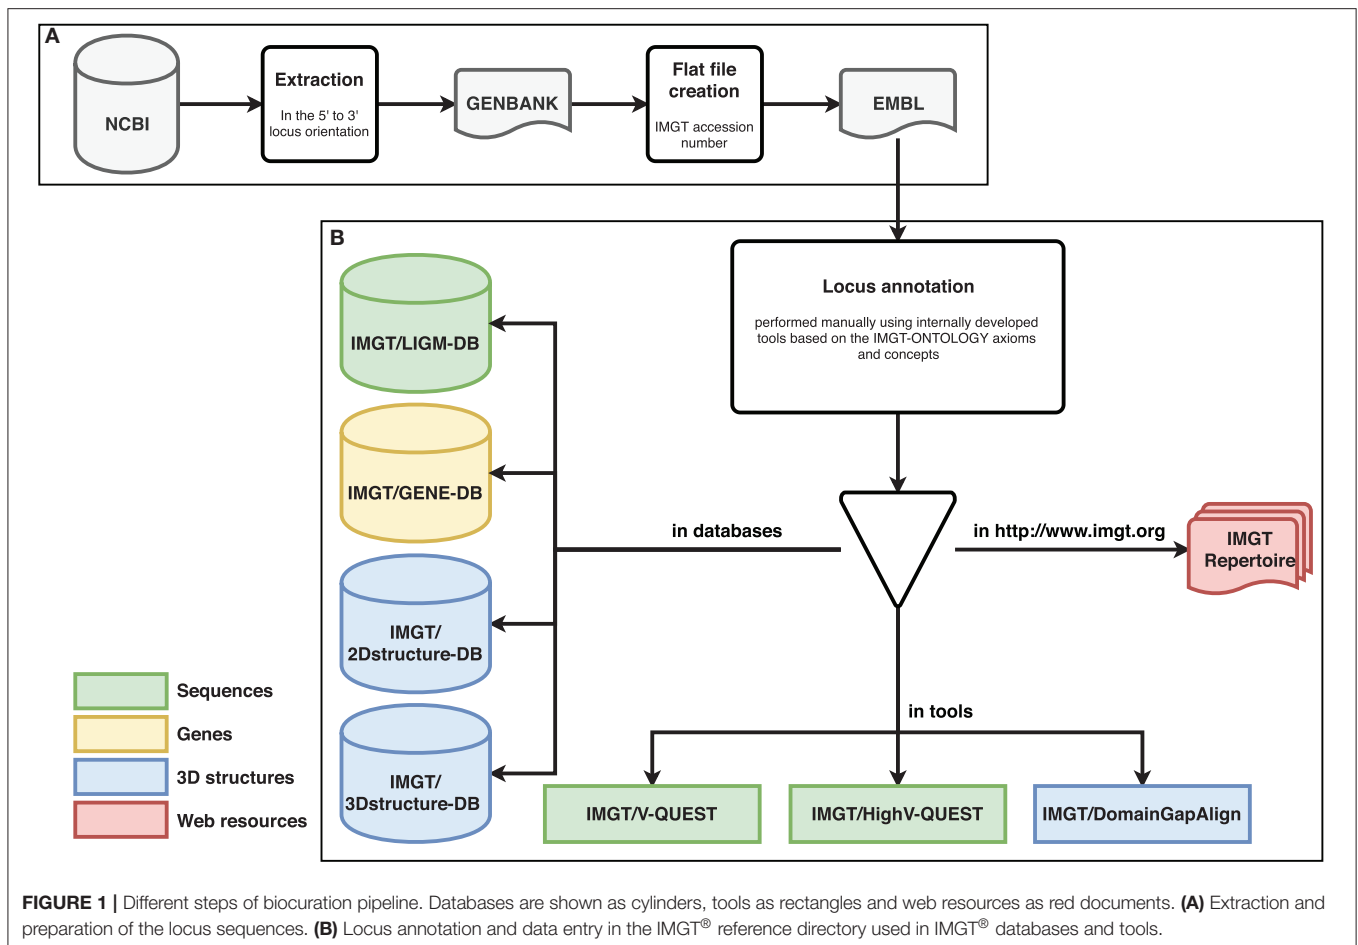 A
NCBI
Extraction
In the 5' to 3'
locus orientation
GENBANK
Flat file
creation
IMGT accession
number
EMBL
B
Locus annotation
performed manually using internally developed
tools based on the IMGT-ONTOLOGY axioms
and concepts
IMGT/LIGM-DB
IMGT/GENE-DB
IMGT/
2Dstructure-DB
IMGT/
3Dstructure-DB
in databases
in http://www.imgt.org
IMGT
Repertoire
in tools
IMGT/V-QUEST
IMGT/HighV-QUEST
IMGT/DomainGapAlign
Sequences
Genes
3D structures
Web resources
FIGURE 1 | Different steps of biocuration pipeline. Databases are shown as cylinders, tools as rectangles and web resources as red documents. (A) Extraction and
preparation of the locus sequences. (B) Locus annotation and data entry in the IMGT® reference directory used in IMGT® databases and tools.